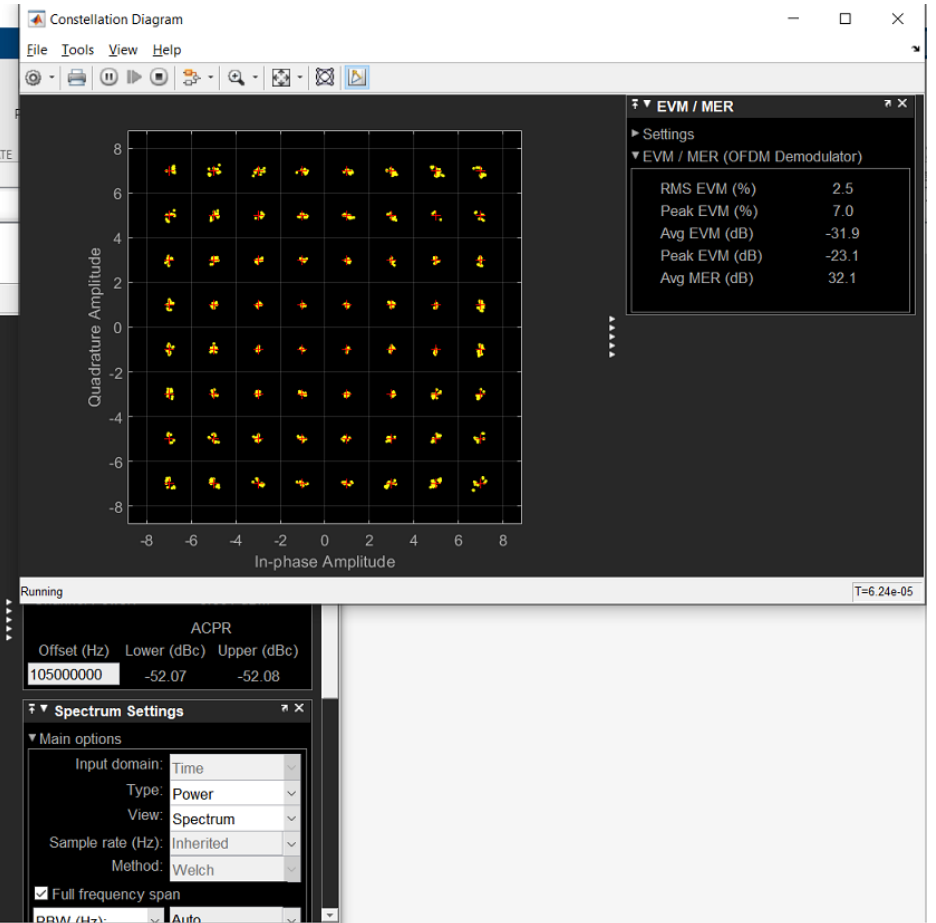 Constellation Diagram
File Tools View Help
TE
EVM / MER
Settings
EVM / MER (OFDM Demodulator)
RMS EVM (%) 2.5
Peak EVM (%) 7.0
Avg EVM (dB) -31.9
Peak EVM (dB) -23.1
Avg MER (dB) 32.1
Quadrature Amplitude
8
6
4
2
0
-2
-4
-6
-8
-8 -6 -4 -2 0 2 4 6 8
In-phase Amplitude
Running T=6.24e-05
ACPR
Offset (Hz) Lower (dBc) Upper (dBc)
105000000 -52.07 -52.08
Spectrum Settings
Main options
Input domain: Time
Type: Power
View: Spectrum
Sample rate (Hz): Inherited
Method: Welch
Full frequency span
RBW (Hz): Auto